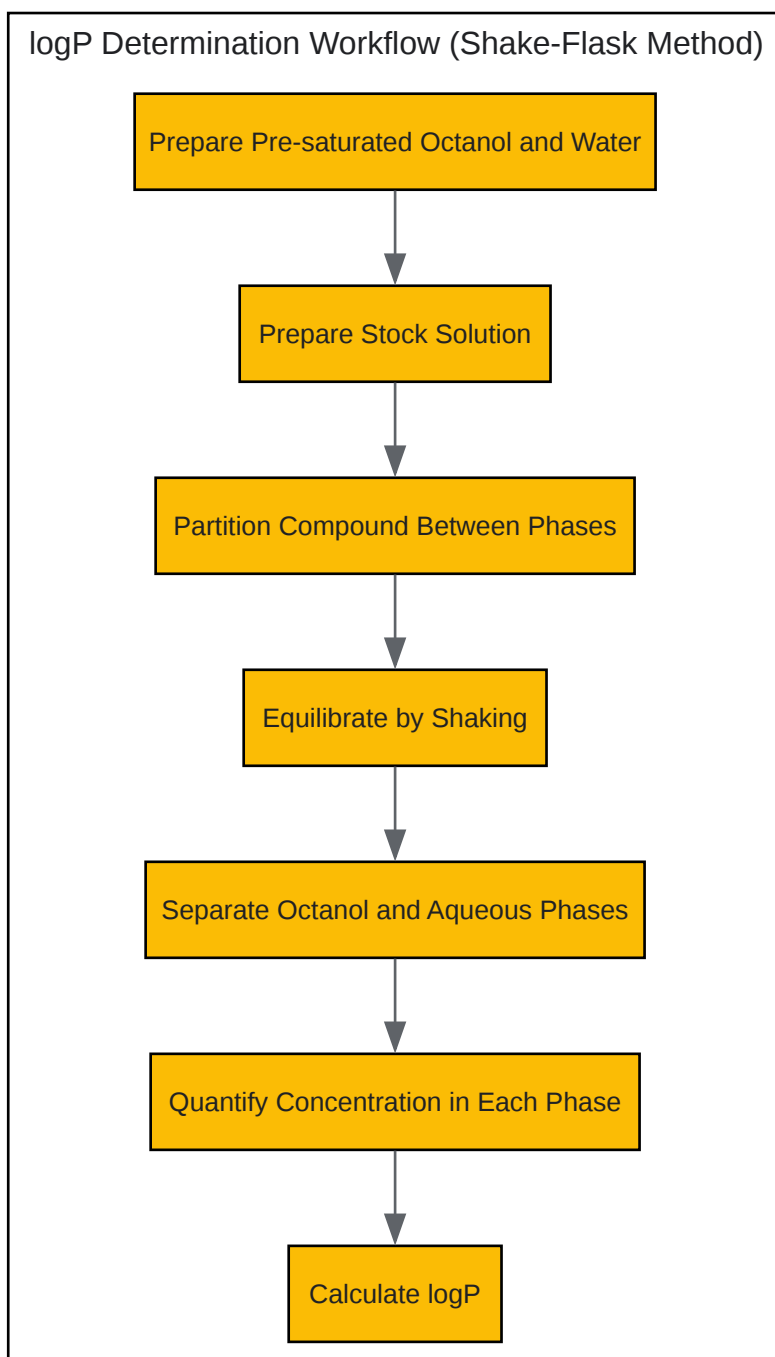 logP Determination Workflow (Shake-Flask Method)
Prepare Pre-saturated Octanol and Water
Prepare Stock Solution
Partition Compound Between Phases
Equilibrate by Shaking
Separate Octanol and Aqueous Phases
Quantify Concentration in Each Phase
Calculate logP